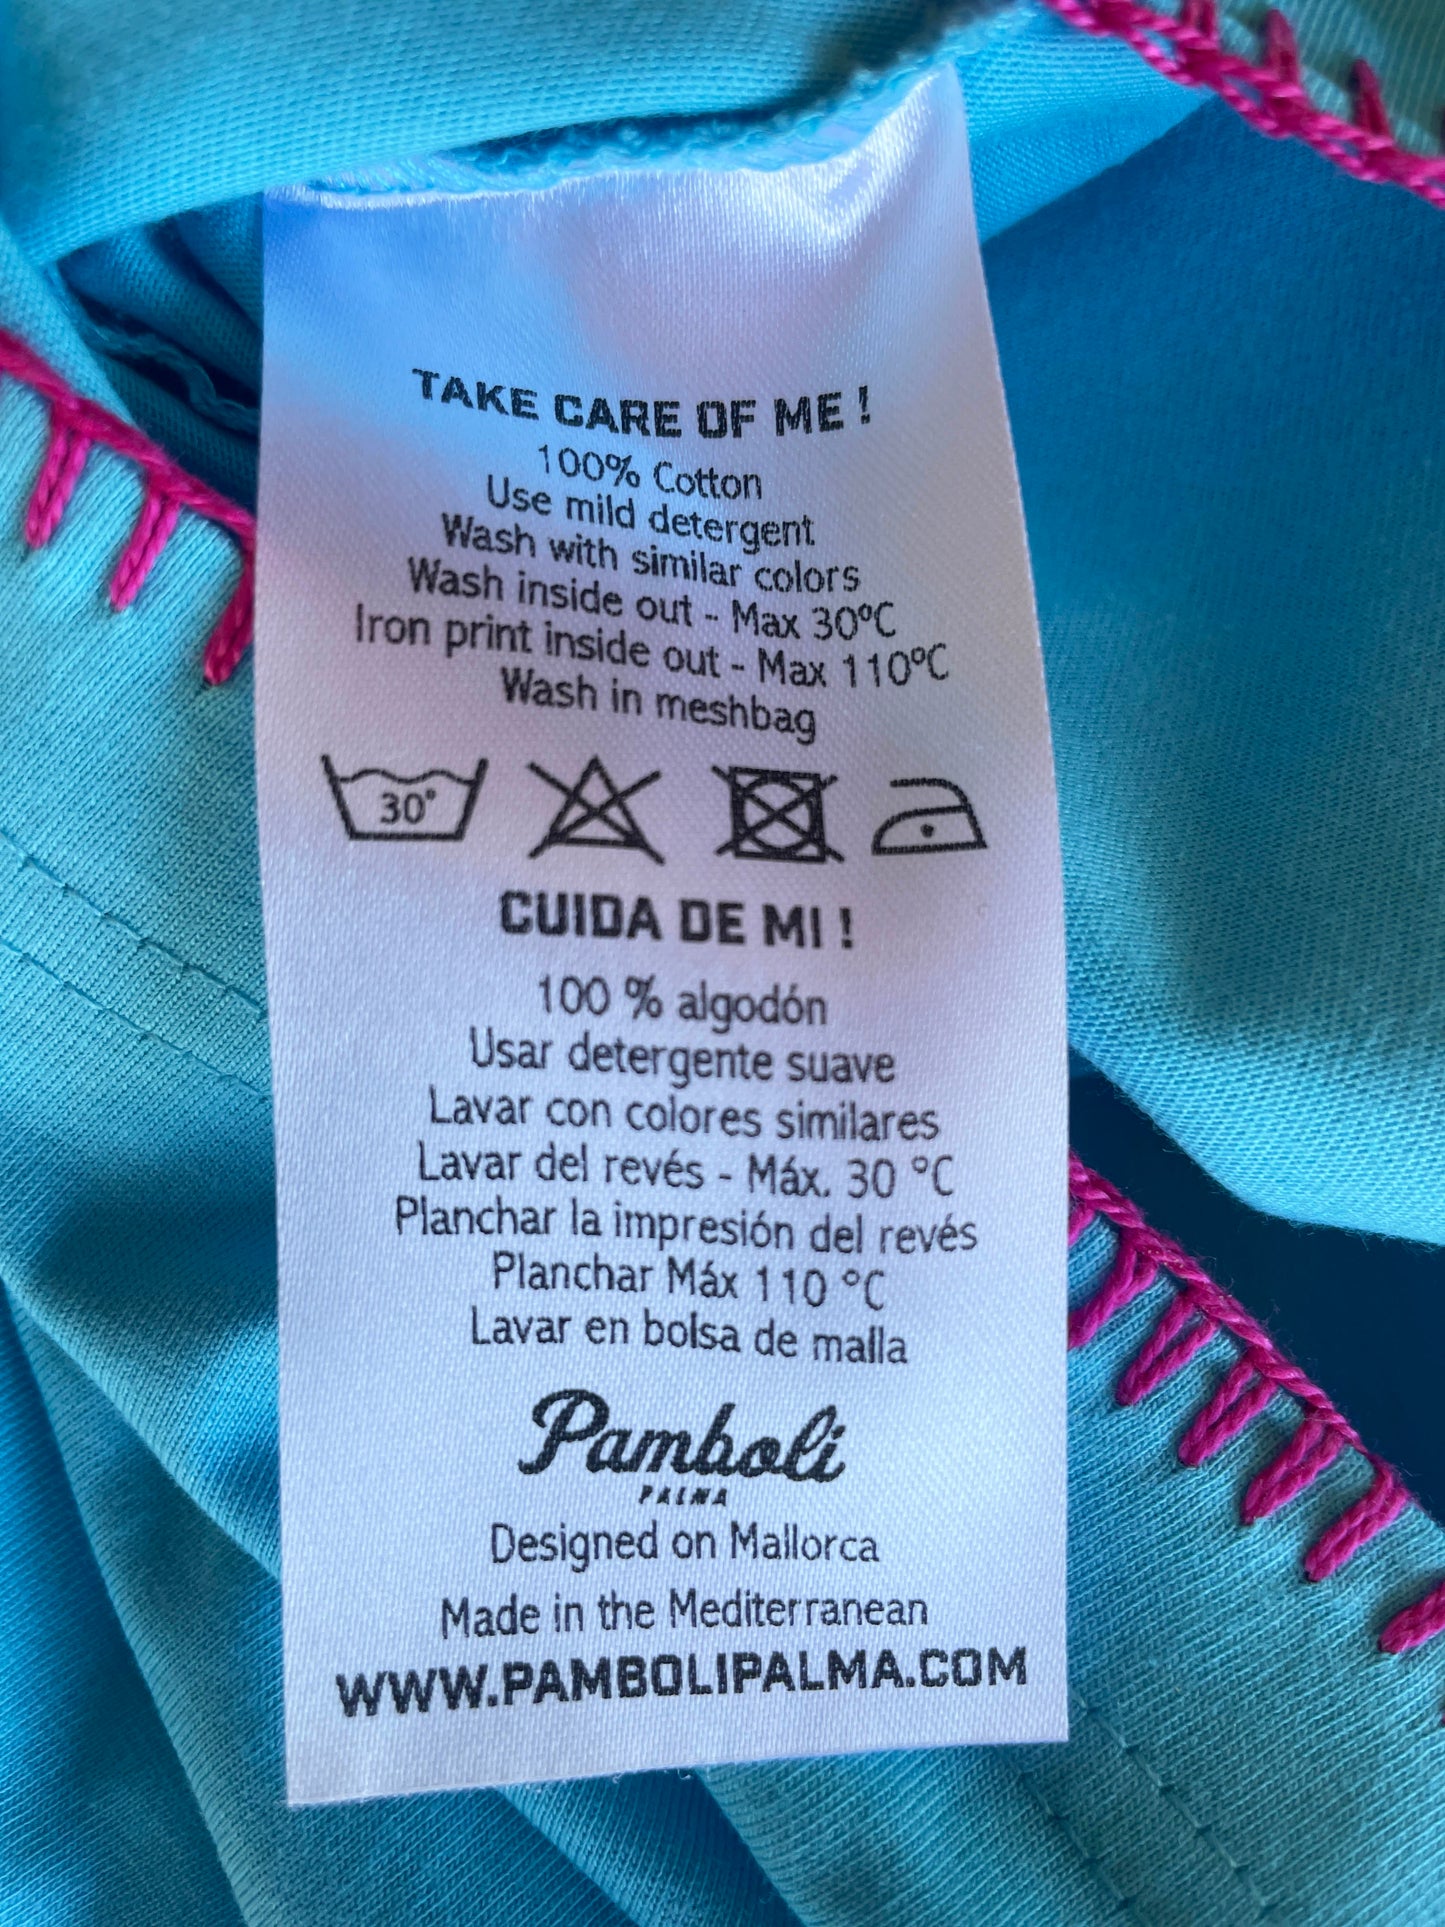 TAKE CARE OF ME !
100% Cotton
Use mild detergent
Wash with similar colors
Wash inside out - Max 30ºC
Iron print inside out - Max 110ºC
Wash in meshbag
30°
CUIDA DE MI !
100 % algodón
Usar detergente suave
Lavar con colores similares
Lavar del revés - Máx. 30 °C
Planchar la impresión del revés
Planchar Máx 110 °C
Lavar en bolsa de malla
Pamboli
PALMA
Designed on Mallorca
Made in the Mediterranean
WWW.PAMBOLIPALMA.COM